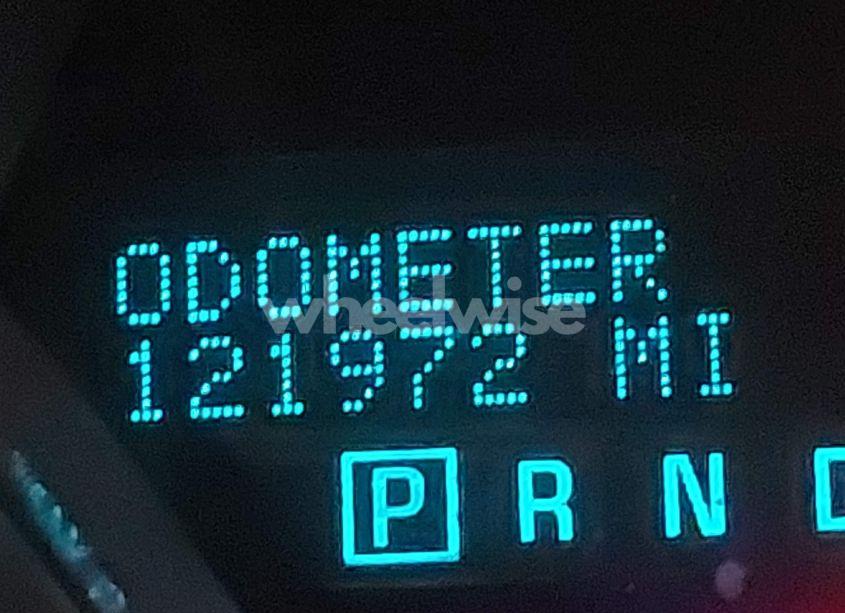 ODOMETER
wheelwise
121972 MI
P R N